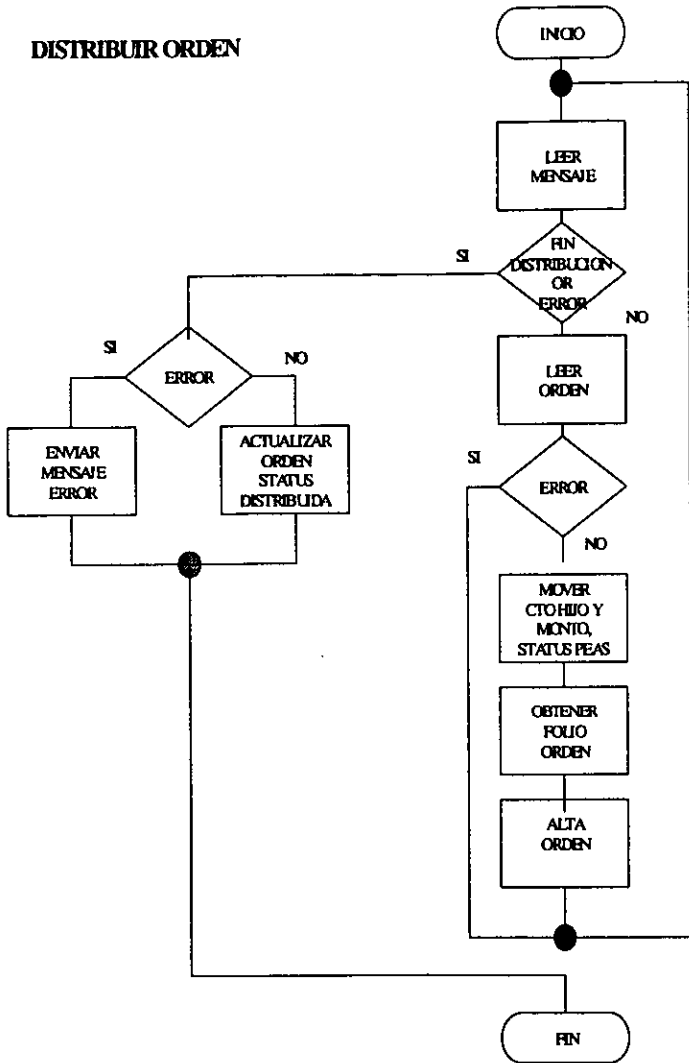 DISTRIBUIR ORDEN
INICIO
LEER
MENSAJE
FIN
DISTRIBUCION
OR
ERROR
SI
NO
SI
ERROR
NO
LEER
ORDEN
ENVIAR
MENSAJE
ERROR
ACTUALIZAR
ORDEN
STATUS
DISTRIBUIDA
SI
ERROR
NO
MOVER
CTO HIJO Y
MONTO,
STATUS PEAS
OBTENER
FOLIO
ORDEN
ALTA
ORDEN
FIN